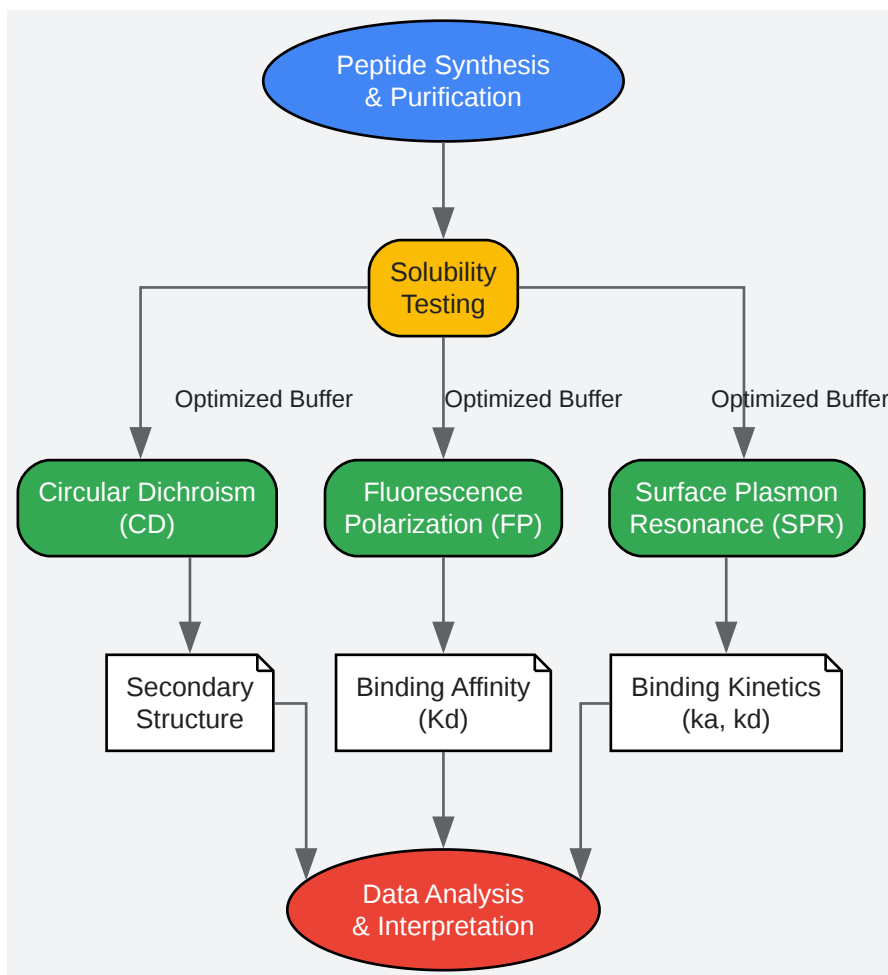 Peptide Synthesis
& Purification
Solubility
Testing
Optimized Buffer
Optimized Buffer
Optimized Buffer
Circular Dichroism
(CD)
Fluorescence
Polarization (FP)
Surface Plasmon
Resonance (SPR)
Secondary
Structure
Binding Affinity
(Kd)
Binding Kinetics
(ka, kd)
Data Analysis
& Interpretation